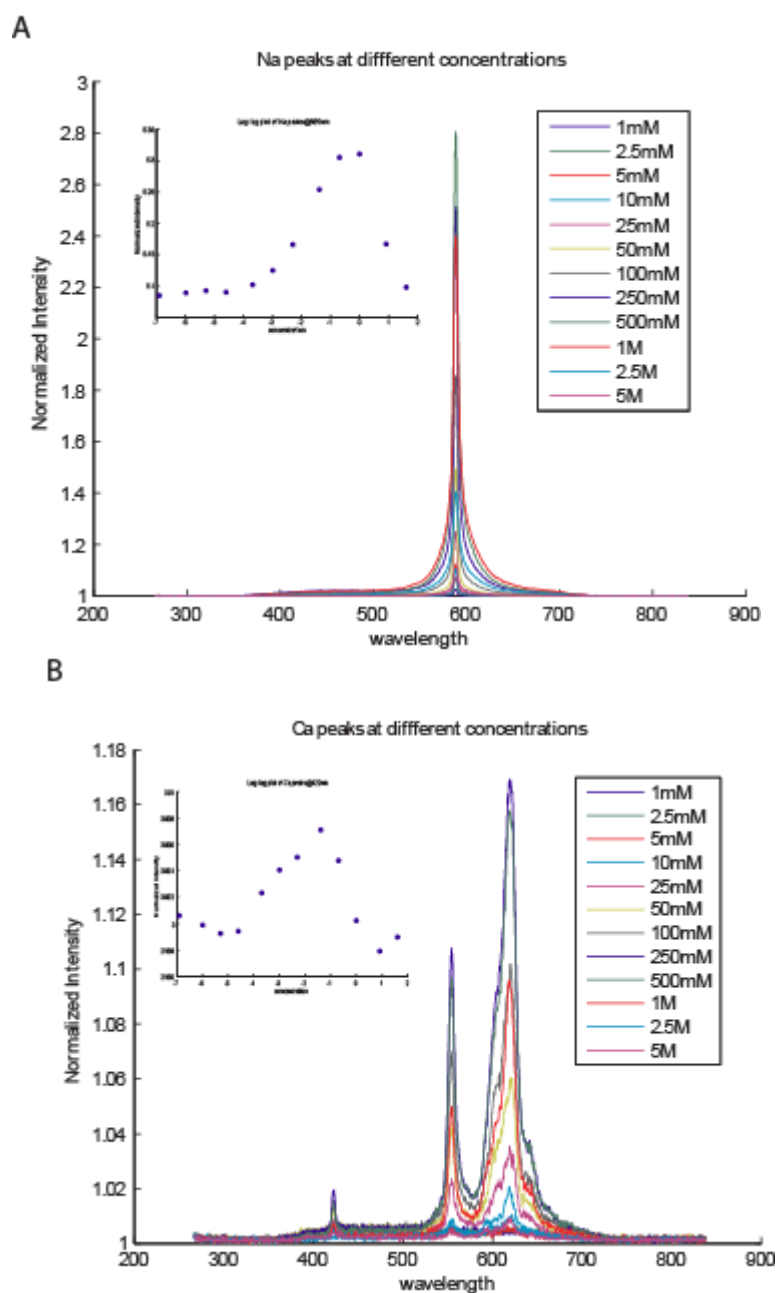 A
Na peaks at diffferent concentrations
Normalized Intensity
3
2.8
2.6
2.4
2.2
2
1.8
1.6
1.4
1.2
1
200
300
400
500
600
700
800
900
wavelength
1mM
2.5mM
5mM
10mM
25mM
50mM
100mM
250mM
500mM
1M
2.5M
5M
B
Ca peaks at diffferent concentrations
Normalized Intensity
1.18
1.16
1.14
1.12
1.1
1.08
1.06
1.04
1.02
1
200
300
400
500
600
700
800
900
wavelength
1mM
2.5mM
5mM
10mM
25mM
50mM
100mM
250mM
500mM
1M
2.5M
5M